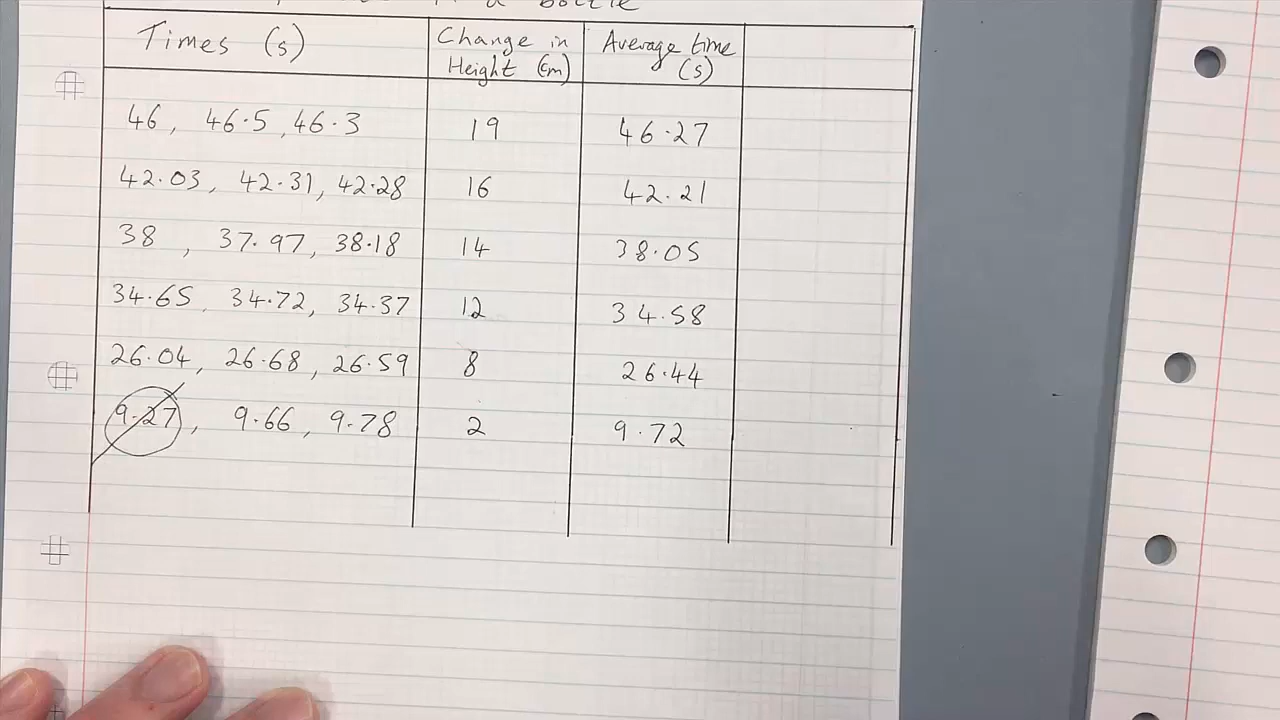 in a bottle
Times (s) Change in Height (cm) Average time (s)
46, 46.5, 46.3 19 46.27
42.03, 42.31, 42.28 16 42.21
38, 37.97, 38.18 14 38.05
34.65, 34.72, 34.37 12 34.58
26.04, 26.68, 26.59 8 26.44
9.27, 9.66, 9.78 2 9.72